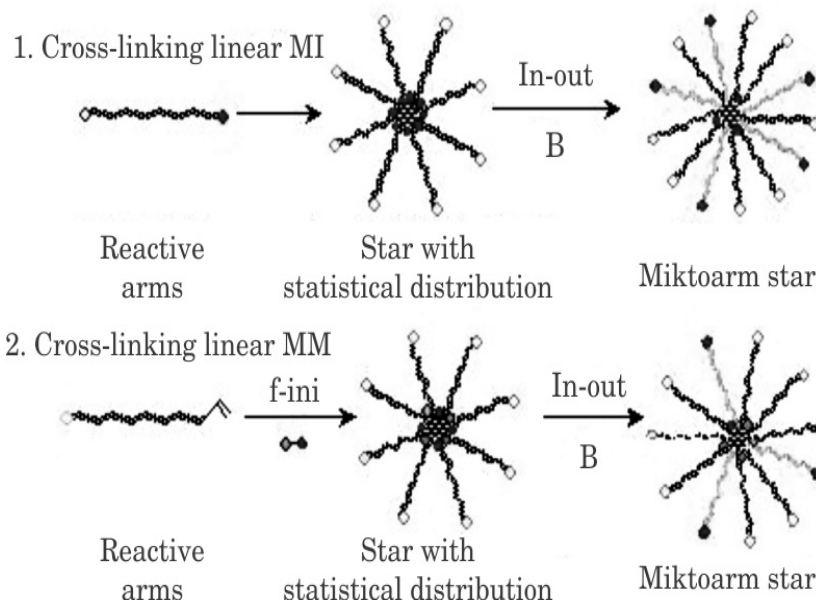 1. Cross-linking linear MI
In-out
B
Reactive
arms
Star with
statistical distribution
Miktoarm star
2. Cross-linking linear MM
f-ini
In-out
B
Reactive
arms
Star with
statistical distribution
Miktoarm star